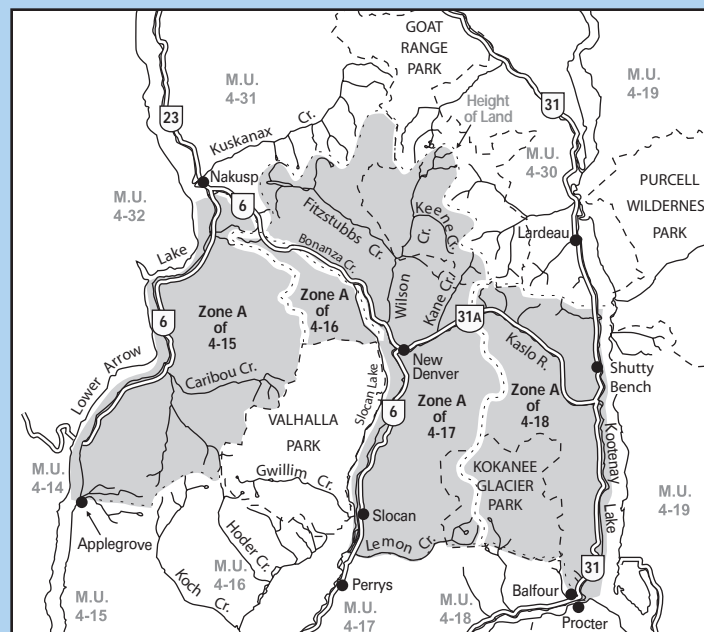 GOAT
RANGE
PARK
M.U.
4-31
M.U.
4-19
31
Height
of Land
23
Kuskanax Cr.
M.U.
4-30
Nakusp
PURCELL
WILDERNES
PARK
M.U.
4-32
6
Fitzstubbs Cr.
Keene Cr.
Cr.
Lardeau
Bonanza Cr.
Lake
Wilson
Kane Cr.
Zone A
of
4-15
Zone A
of
4-16
31A
6
Kaslo R.
New
Denver
Shutty
Bench
Lower Arrow
Caribou Cr.
Slocan Lake
6
Zone A
of
4-17
Zone A
of
4-18
VALHALLA
PARK
Kootenay
Lake
M.U.
4-14
Gwillim Cr.
KOKANEE
GLACIER
PARK
M.U.
4-19
Slocan
Applegrove
Hoder Cr.
Lemon Cr.
M.U.
4-16
31
Koch Cr.
Perrys
Balfour
M.U.
4-15
M.U.
4-17
M.U.
4-18
Procter